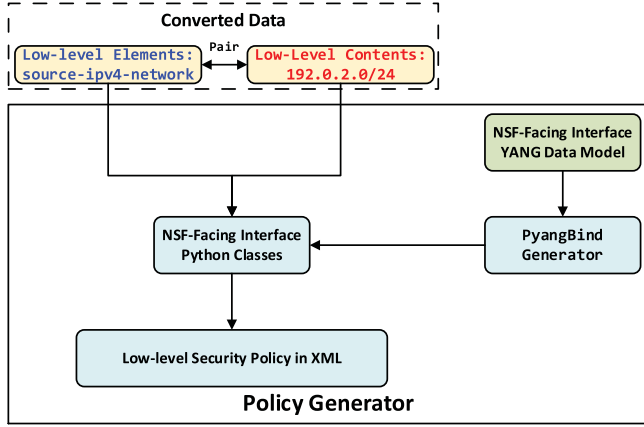 Converted Data
Low-level Elements:
source-ipv4-network
Pair
Low-Level Contents:
192.0.2.0/24
NSF-Facing Interface
YANG Data Model
NSF-Facing Interface
Python Classes
PyangBind
Generator
Low-level Security Policy in XML
Policy Generator